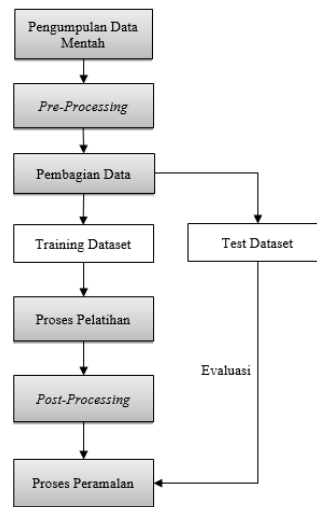 Pengumpulan Data
Mentah
Pre-Processing
Pembagian Data
Training Dataset
Test Dataset
Proses Pelatihan
Evaluasi
Post-Processing
Proses Peramalan